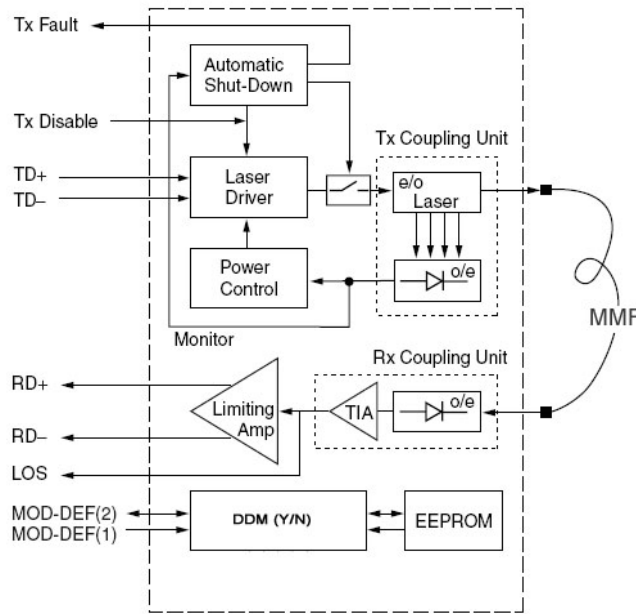 Tx Fault
Automatic
Shut-Down
Tx Disable
Tx Coupling Unit
TD+
TD–
Laser
Driver
e/o
Laser
Power
Control
o/e
Monitor
MMF
Rx Coupling Unit
RD+
RD–
Limiting
Amp
TIA
o/e
LOS
MOD-DEF(2)
MOD-DEF(1)
DDM (Y/N)
EEPROM